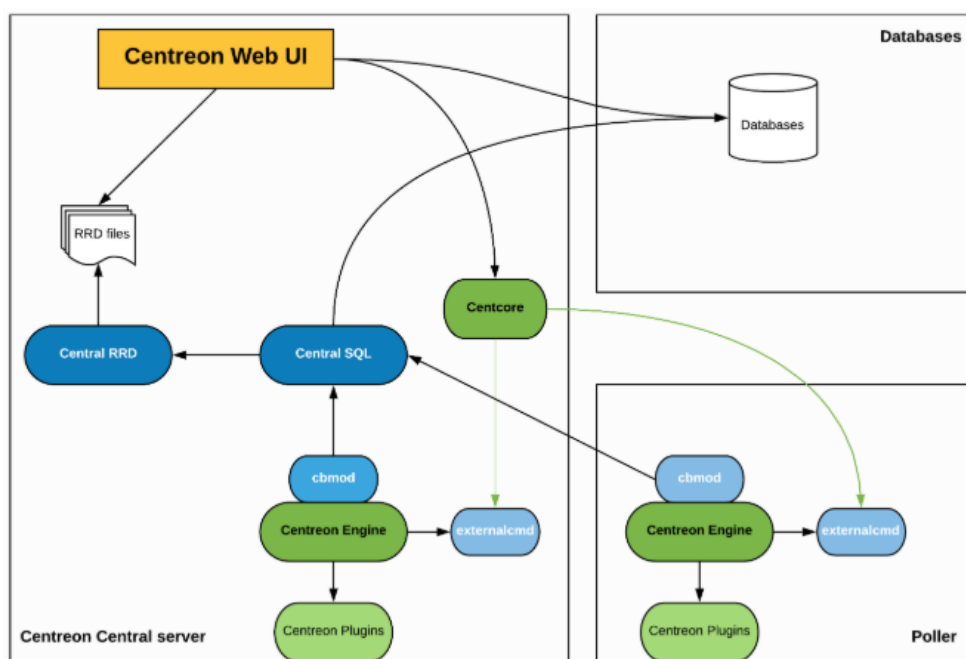 Centreon Web UI
Databases
Databases
RRD files
Centcore
Central RRD
Central SQL
cbmod
Centreon Engine
externalcmd
Centreon Plugins
Centreon Central server
cbmod
Centreon Engine
externalcmd
Centreon Plugins
Poller